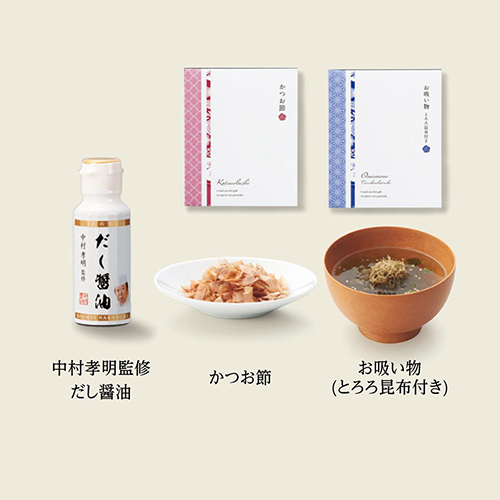 かつお節
Katsuobushi
お吸い物
とろろ昆布付き
Osuimono
だし醤油
中村孝明
監修
中村孝明監修
だし醤油
かつお節
お吸い物
(とろろ昆布付き)